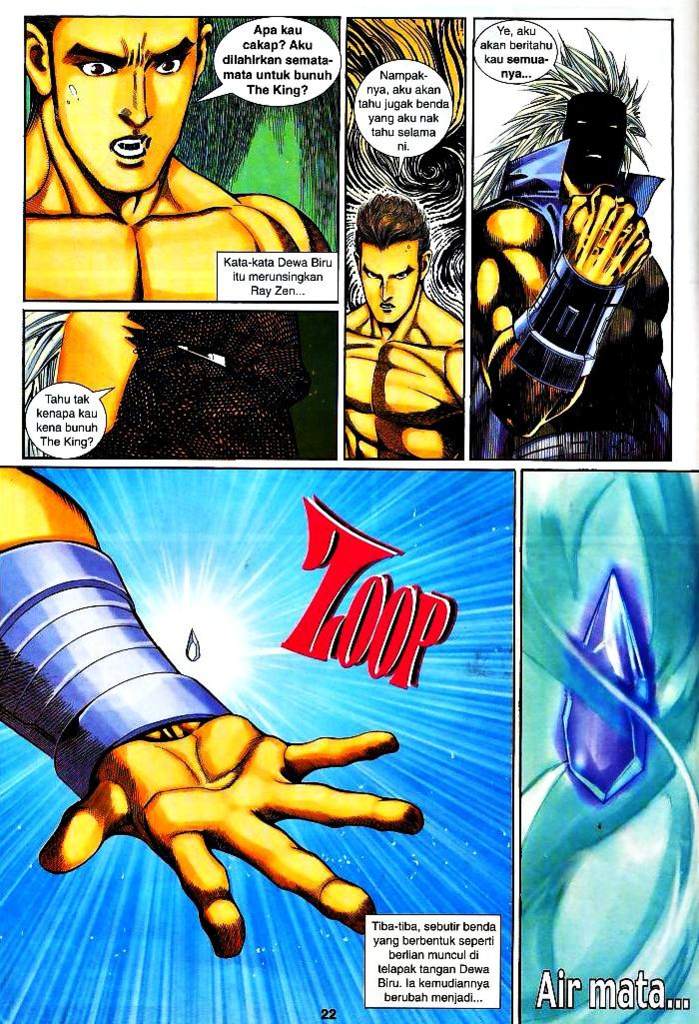 Apa kau
cakap? Aku
dilahirkan semata-
mata untuk bunuh
The King?
Kata-kata Dewa Biru
itu merunsingkan
Ray Zen...
Tahu tak
kenapa kau
kena bunuh
The King?
Nampak-
nya, aku akan
tahu jugak benda
yang aku nak
tahu selama
ni.
Ye, aku
akan beritahu
kau semua-
nya...
ZOOP
Tiba-tiba, sebutir benda
yang berbentuk seperti
berlian muncul di
telapak tangan Dewa
Biru. Ia kemudiannya
berubah menjadi...
Air mata...
22